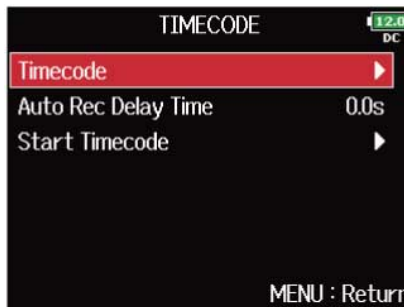 TIMECODE
12.0
DC
Timecode
Auto Rec Delay Time 0.0s
Start Timecode
MENU : Return